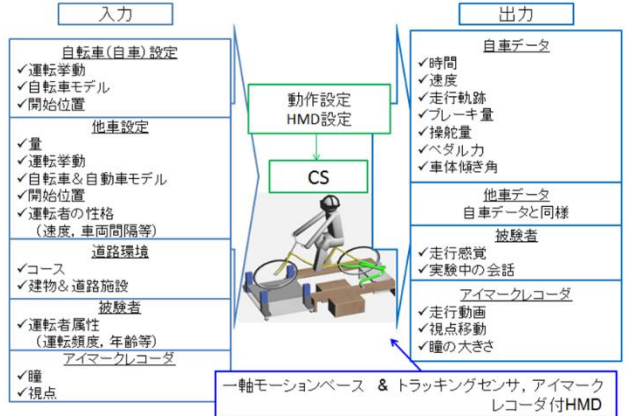 入力
自転車(自車)設定
✓運転挙動
✓自転車モデル
✓開始位置
他車設定
✓量
✓運転挙動
✓自転車&自動車モデル
✓開始位置
✓運転者の性格
(速度,車両間隔等)
道路環境
✓コース
✓建物&道路施設
被験者
✓運転者属性
(運転頻度,年齢等)
アイマークレコーダ
✓瞳
✓視点
動作設定
HMD設定
CS
出力
自車データ
✓時間
✓速度
✓走行軌跡
✓ブレーキ量
✓操舵量
✓ペダル力
✓車体傾き角
他車データ
自車データと同様
被験者
✓走行感覚
✓実験中の会話
アイマークレコーダ
✓走行動画
✓視点移動
✓瞳の大きさ
一軸モーションベース & トラッキングセンサ,アイマーク
レコーダ付HMD